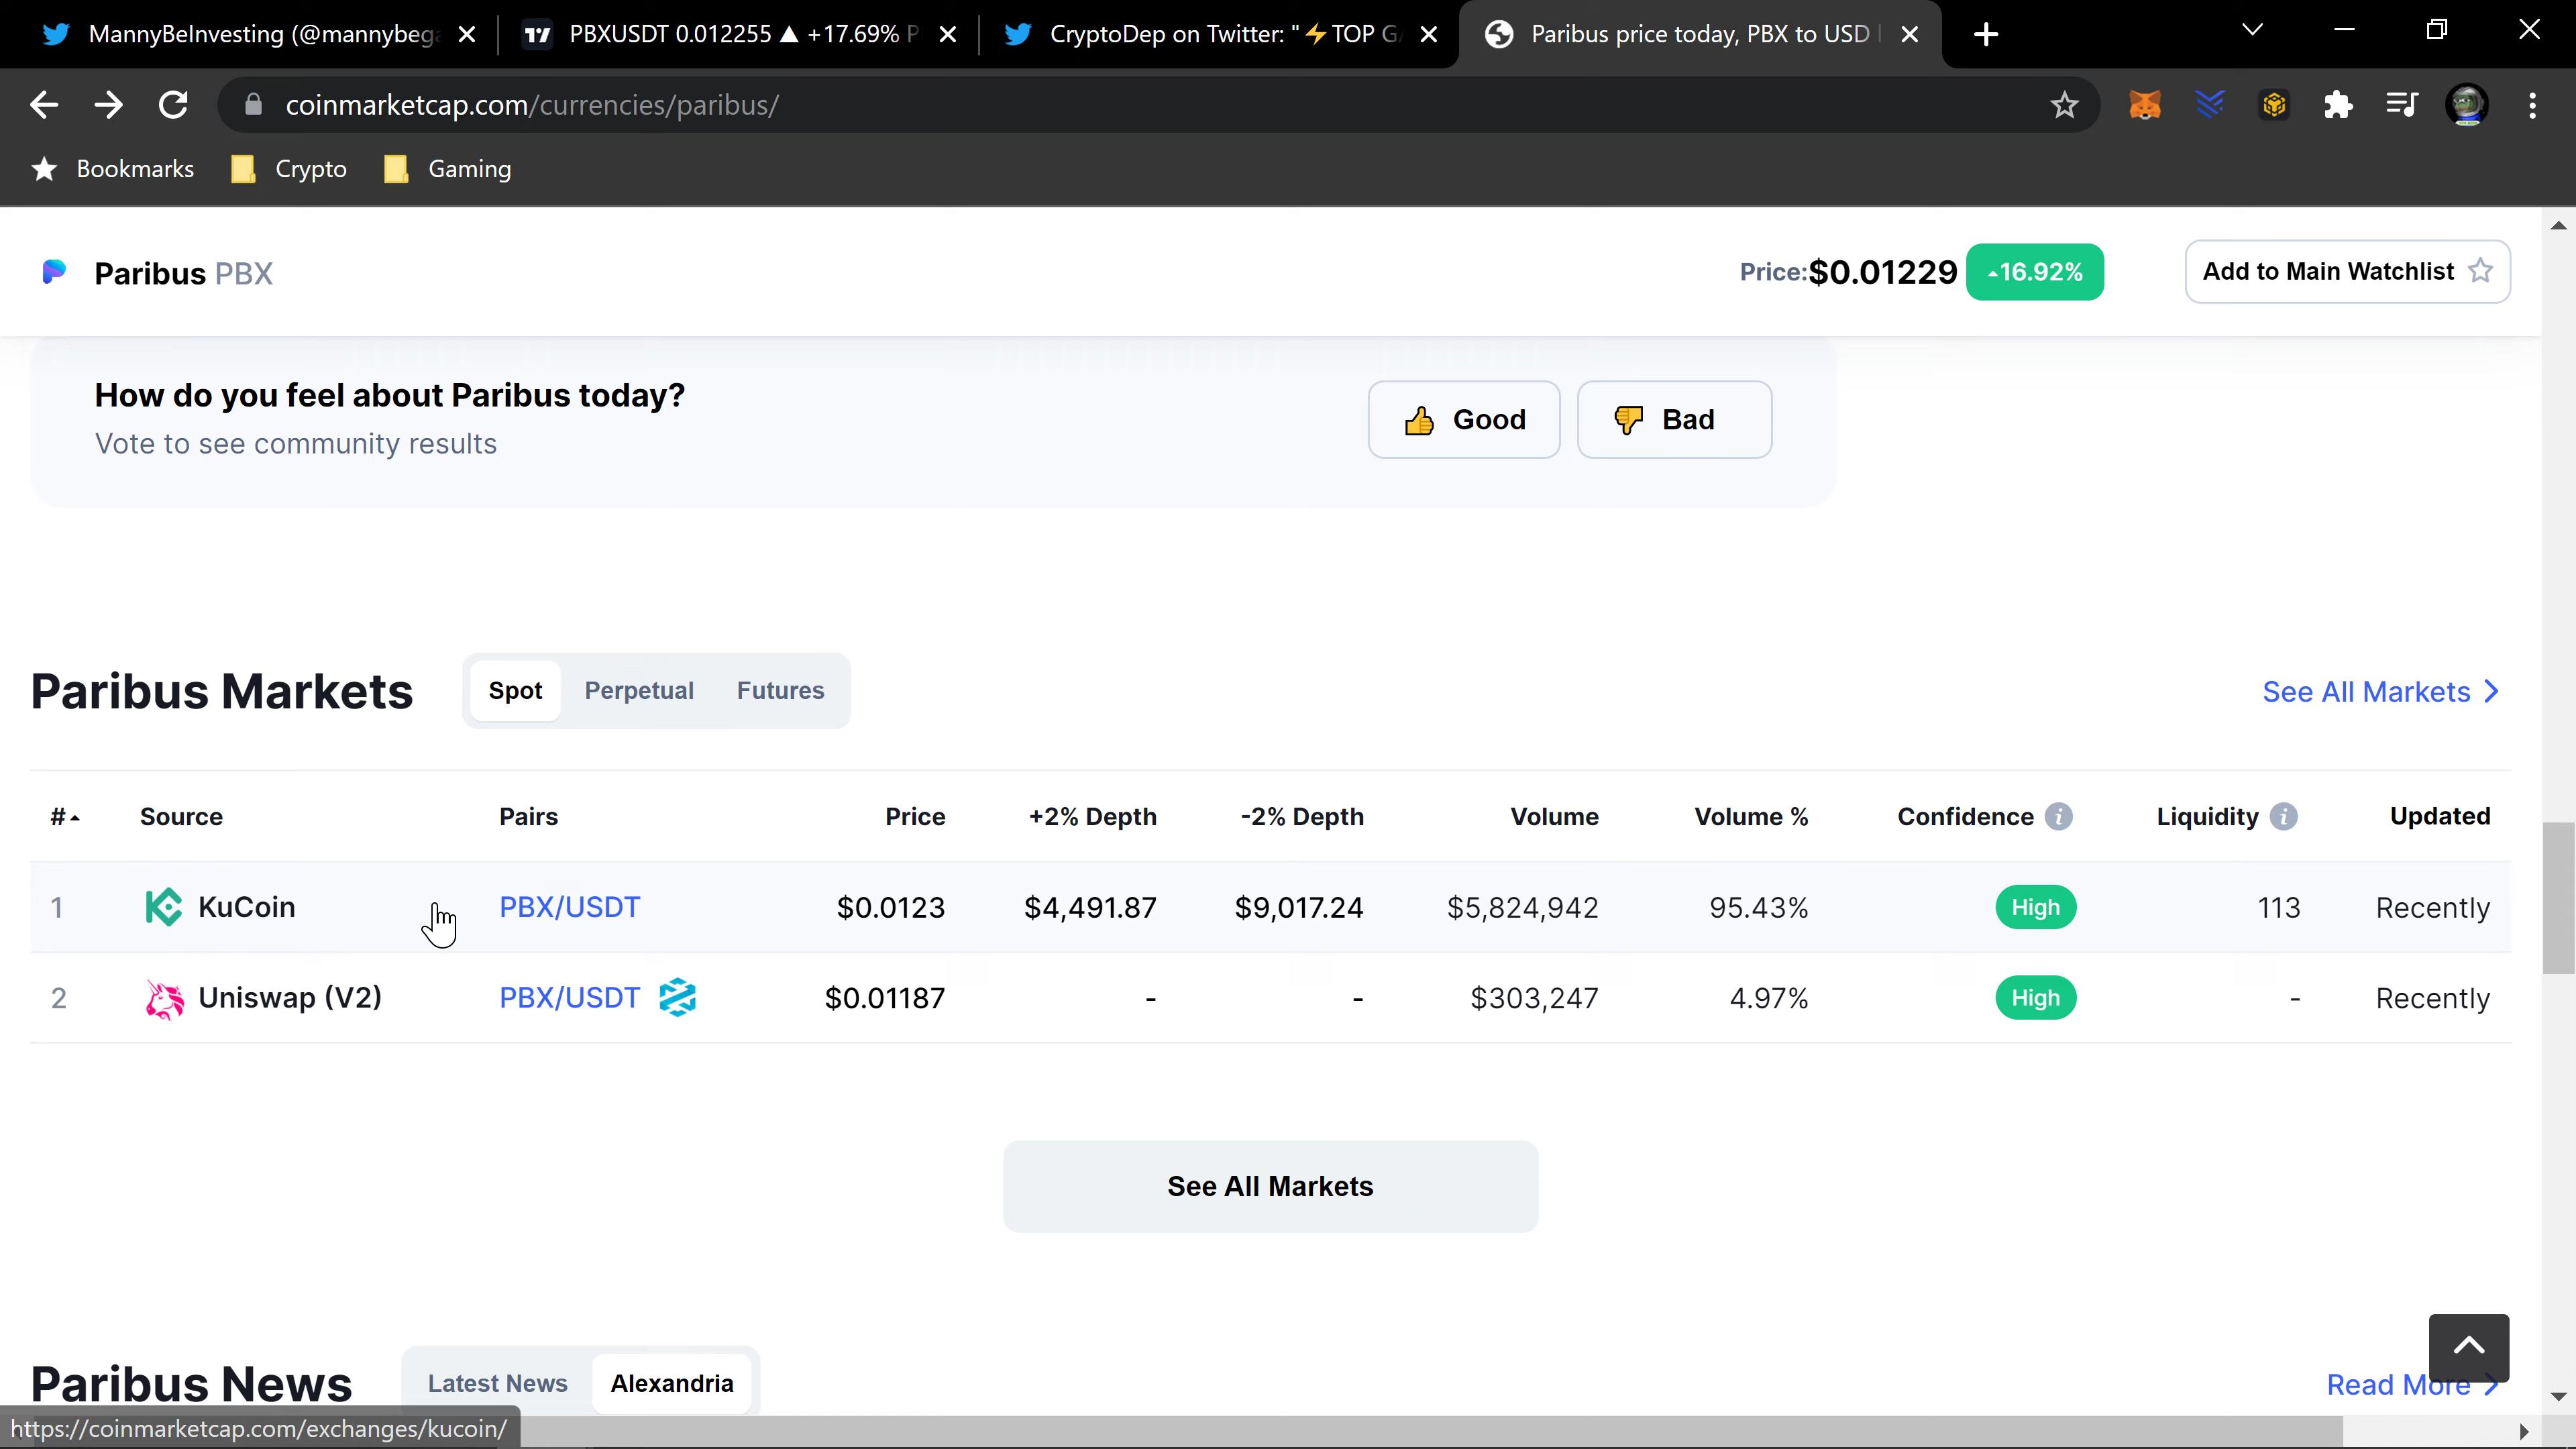 MannyBeInvesting (@mannybega
PBXUSDT 0.012255 ▲ +17.69% P
CryptoDep on Twitter: "⚡TOP GA
Paribus price today, PBX to USD |
coinmarketcap.com/currencies/paribus/
Bookmarks
Crypto
Gaming
Paribus PBX
Price:$0.01229
16.92%
Add to Main Watchlist
How do you feel about Paribus today?
Vote to see community results
Good
Bad
Paribus Markets
Spot
Perpetual
Futures
See All Markets
# Source Pairs Price +2% Depth -2% Depth Volume Volume % Confidence Liquidity Updated
1 KuCoin PBX/USDT $0.0123 $4,491.87 $9,017.24 $5,824,942 95.43% High 113 Recently
2 Uniswap (V2) PBX/USDT $0.01187 - - $303,247 4.97% High - Recently
See All Markets
Paribus News
Latest News
Alexandria
Read More
https://coinmarketcap.com/exchanges/kucoin/